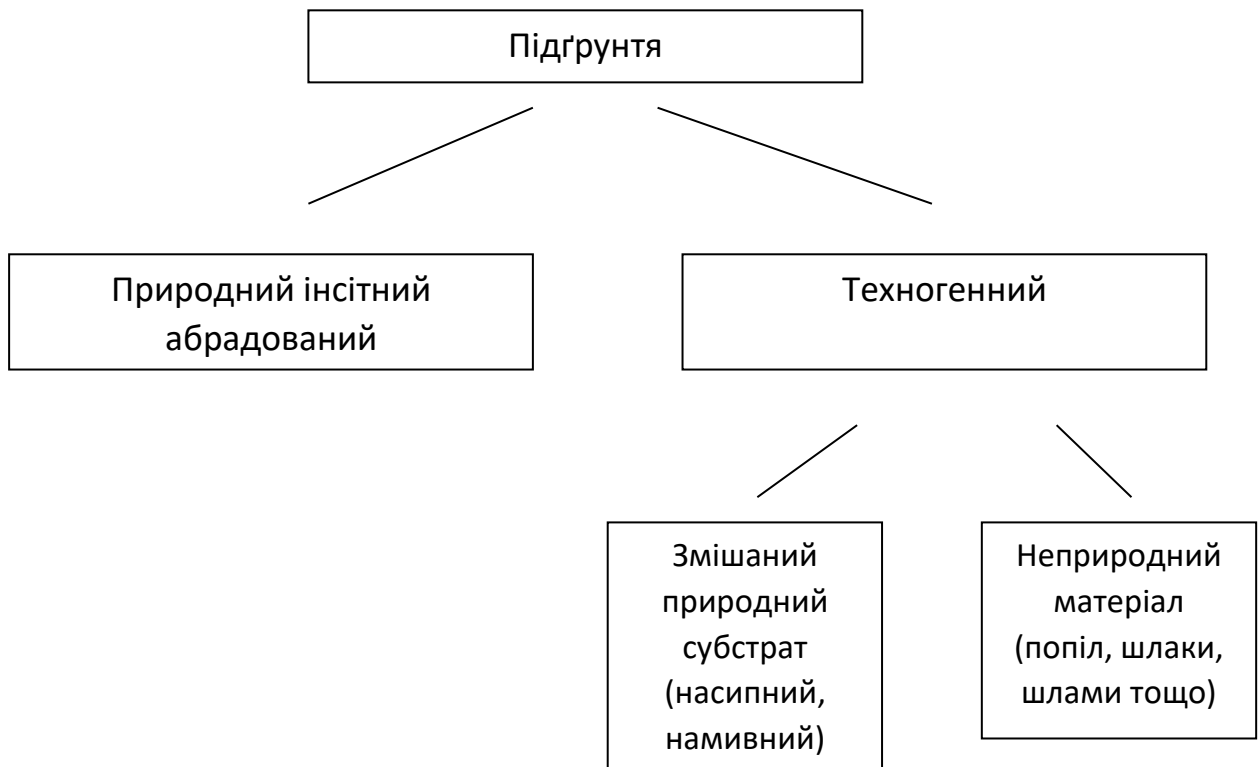 Підґрунтя
Природний інсітний
абрадований
Техногенний
Змішаний
природний
субстрат
(насипний,
намивний)
Неприродний
матеріал
(попіл, шлаки,
шлами тощо)